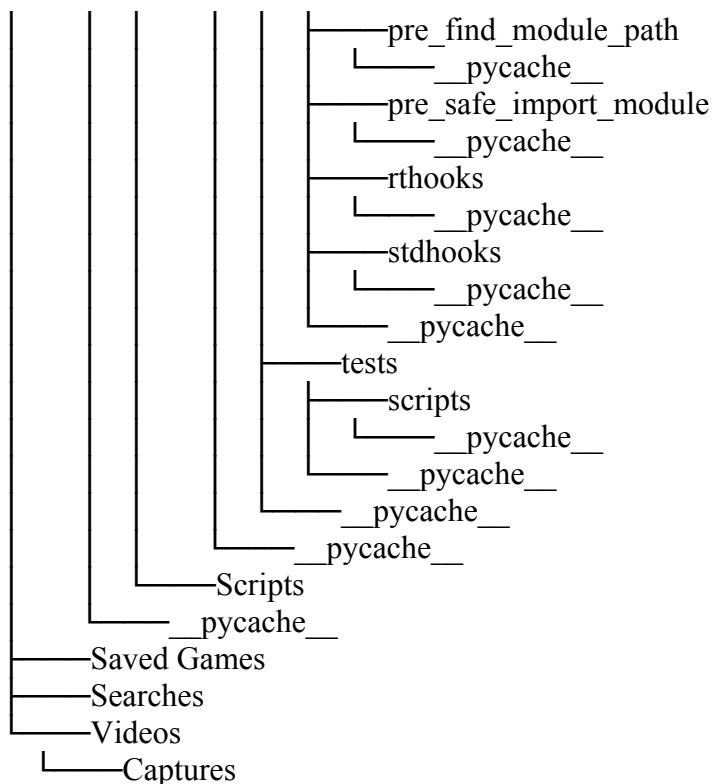 pre_find_module_path
__pycache__
pre_safe_import_module
__pycache__
rthooks
__pycache__
stdhooks
__pycache__
__pycache__
tests
scripts
__pycache__
__pycache__
__pycache__
__pycache__
Scripts
__pycache__
Saved Games
Searches
Videos
Captures